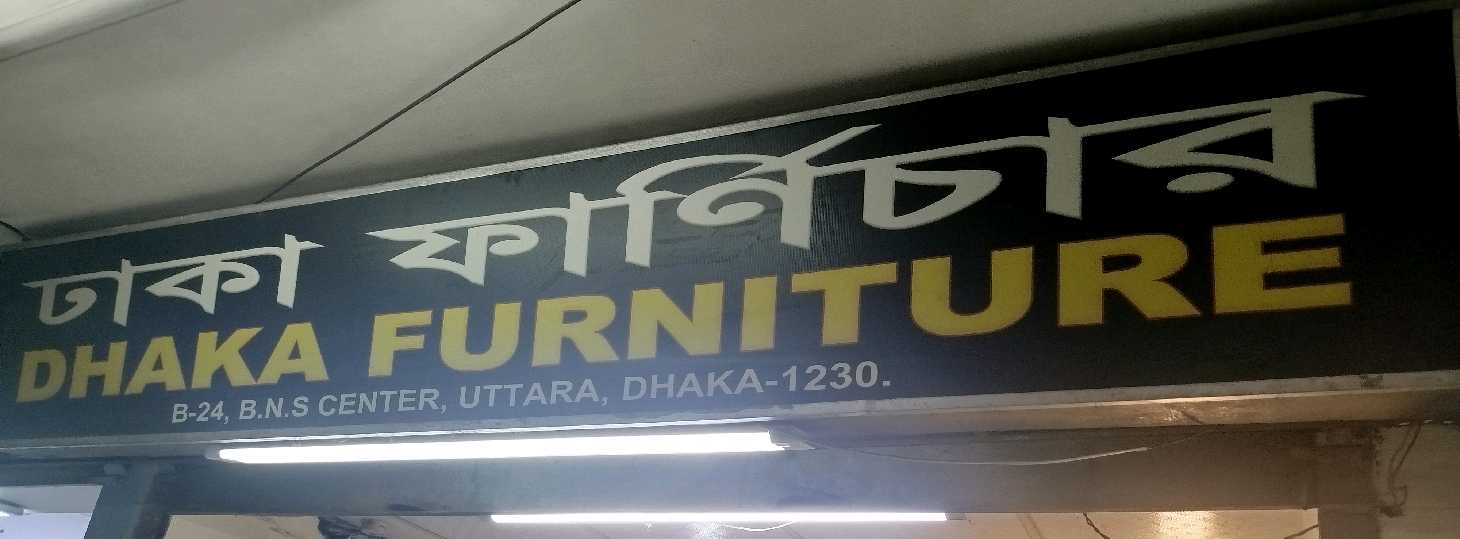 ঢাকা ফার্ণিচার
DHAKA FURNITURE
B-24, B.N.S CENTER, UTTARA, DHAKA-1230.